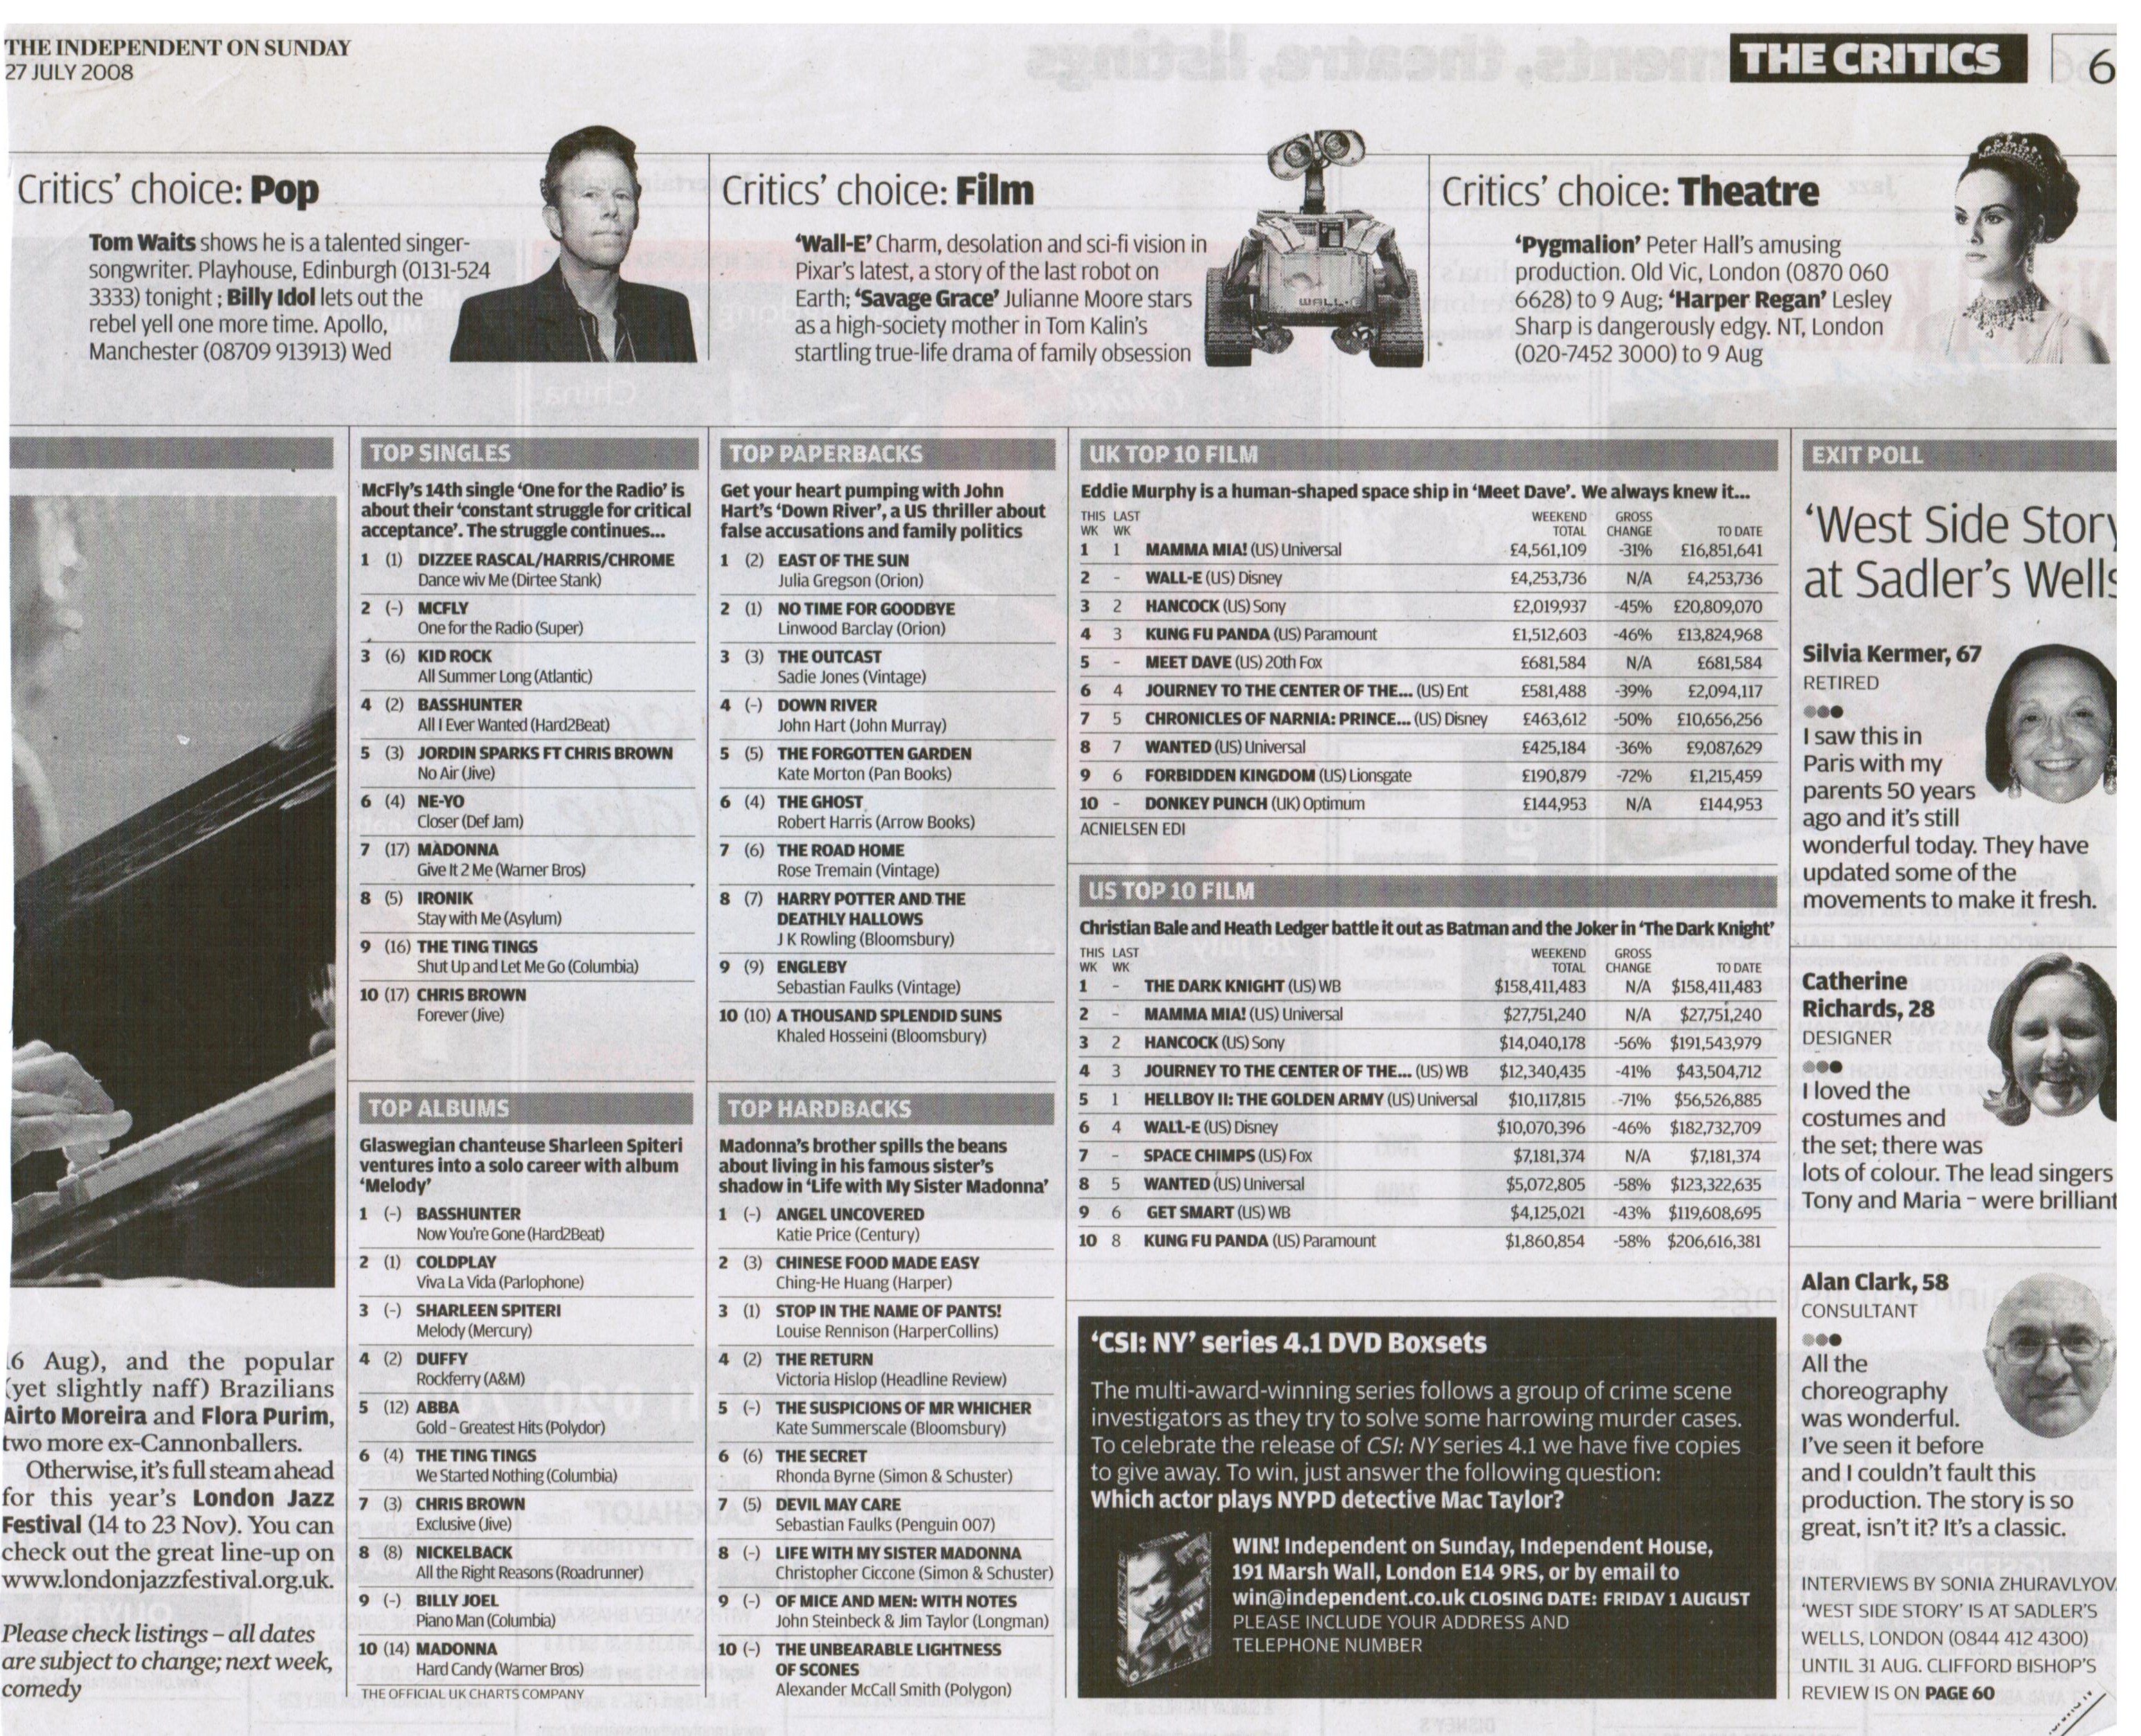 THE INDEPENDENT ON SUNDAY
27 JULY 2008
THE CRITICS
6
Critics' choice: Pop
Tom Waits shows he is a talented singer-
songwriter. Playhouse, Edinburgh (0131-524
3333) tonight ; Billy Idol lets out the
rebel yell one more time. Apollo,
Manchester (08709 913913) Wed
Critics' choice: Film
'Wall-E' Charm, desolation and sci-fi vision in
Pixar's latest, a story of the last robot on
Earth; 'Savage Grace' Julianne Moore stars
as a high-society mother in Tom Kalin's
startling true-life drama of family obsession
WALL·E
Critics' choice: Theatre
'Pygmalion' Peter Hall's amusing
production. Old Vic, London (0870 060
6628) to 9 Aug; 'Harper Regan' Lesley
Sharp is dangerously edgy. NT, London
(020-7452 3000) to 9 Aug
6 Aug), and the popular
(yet slightly naff) Brazilians
Airto Moreira and Flora Purim,
two more ex-Cannonballers.
Otherwise, it's full steam ahead
for this year's London Jazz
Festival (14 to 23 Nov). You can
check out the great line-up on
www.londonjazzfestival.org.uk.
Please check listings – all dates
are subject to change; next week,
comedy
TOP SINGLES
McFly's 14th single 'One for the Radio' is
about their 'constant struggle for critical
acceptance'. The struggle continues...
1 (1) DIZZEE RASCAL/HARRIS/CHROME
Dance wiv Me (Dirtee Stank)
2 (-) MCFLY
One for the Radio (Super)
3 (6) KID ROCK
All Summer Long (Atlantic)
4 (2) BASSHUNTER
All I Ever Wanted (Hard2Beat)
5 (3) JORDIN SPARKS FT CHRIS BROWN
No Air (Jive)
6 (4) NE-YO
Closer (Def Jam)
7 (17) MADONNA
Give It 2 Me (Warner Bros)
8 (5) IRONIK
Stay with Me (Asylum)
9 (16) THE TING TINGS
Shut Up and Let Me Go (Columbia)
10 (17) CHRIS BROWN
Forever (Jive)
TOP ALBUMS
Glaswegian chanteuse Sharleen Spiteri
ventures into a solo career with album
'Melody'
1 (-) BASSHUNTER
Now You're Gone (Hard2Beat)
2 (1) COLDPLAY
Viva La Vida (Parlophone)
3 (-) SHARLEEN SPITERI
Melody (Mercury)
4 (2) DUFFY
Rockferry (A&M)
5 (12) ABBA
Gold – Greatest Hits (Polydor)
6 (4) THE TING TINGS
We Started Nothing (Columbia)
7 (3) CHRIS BROWN
Exclusive (Jive)
8 (8) NICKELBACK
All the Right Reasons (Roadrunner)
9 (-) BILLY JOEL
Piano Man (Columbia)
10 (14) MADONNA
Hard Candy (Warner Bros)
THE OFFICIAL UK CHARTS COMPANY
TOP PAPERBACKS
Get your heart pumping with John
Hart's 'Down River', a US thriller about
false accusations and family politics
1 (2) EAST OF THE SUN
Julia Gregson (Orion)
2 (1) NO TIME FOR GOODBYE
Linwood Barclay (Orion)
3 (3) THE OUTCAST
Sadie Jones (Vintage)
4 (-) DOWN RIVER
John Hart (John Murray)
5 (5) THE FORGOTTEN GARDEN
Kate Morton (Pan Books)
6 (4) THE GHOST
Robert Harris (Arrow Books)
7 (6) THE ROAD HOME
Rose Tremain (Vintage)
8 (7) HARRY POTTER AND THE
DEATHLY HALLOWS
J K Rowling (Bloomsbury)
9 (9) ENGLEBY
Sebastian Faulks (Vintage)
10 (10) A THOUSAND SPLENDID SUNS
Khaled Hosseini (Bloomsbury)
TOP HARDBACKS
Madonna's brother spills the beans
about living in his famous sister's
shadow in 'Life with My Sister Madonna'
1 (-) ANGEL UNCOVERED
Katie Price (Century)
2 (3) CHINESE FOOD MADE EASY
Ching-He Huang (Harper)
3 (1) STOP IN THE NAME OF PANTS!
Louise Rennison (HarperCollins)
4 (2) THE RETURN
Victoria Hislop (Headline Review)
5 (-) THE SUSPICIONS OF MR WHICHER
Kate Summerscale (Bloomsbury)
6 (6) THE SECRET
Rhonda Byrne (Simon & Schuster)
7 (5) DEVIL MAY CARE
Sebastian Faulks (Penguin 007)
8 (-) LIFE WITH MY SISTER MADONNA
Christopher Ciccone (Simon & Schuster)
9 (-) OF MICE AND MEN: WITH NOTES
John Steinbeck & Jim Taylor (Longman)
10 (-) THE UNBEARABLE LIGHTNESS
OF SCONES
Alexander McCall Smith (Polygon)
UK TOP 10 FILM
Eddie Murphy is a human-shaped space ship in 'Meet Dave'. We always knew it...
THIS LAST WEEKEND GROSS
WK WK TOTAL CHANGE TO DATE
1 1 MAMMA MIA! (US) Universal £4,561,109 -31% £16,851,641
2 - WALL-E (US) Disney £4,253,736 N/A £4,253,736
3 2 HANCOCK (US) Sony £2,019,937 -45% £20,809,070
4 3 KUNG FU PANDA (US) Paramount £1,512,603 -46% £13,824,968
5 - MEET DAVE (US) 20th Fox £681,584 N/A £681,584
6 4 JOURNEY TO THE CENTER OF THE... (US) Ent £581,488 -39% £2,094,117
7 5 CHRONICLES OF NARNIA: PRINCE... (US) Disney £463,612 -50% £10,656,256
8 7 WANTED (US) Universal £425,184 -36% £9,087,629
9 6 FORBIDDEN KINGDOM (US) Lionsgate £190,879 -72% £1,215,459
10 - DONKEY PUNCH (UK) Optimum £144,953 N/A £144,953
ACNIELSEN EDI
US TOP 10 FILM
Christian Bale and Heath Ledger battle it out as Batman and the Joker in 'The Dark Knight'
THIS LAST WEEKEND GROSS
WK WK TOTAL CHANGE TO DATE
1 - THE DARK KNIGHT (US) WB $158,411,483 N/A $158,411,483
2 - MAMMA MIA! (US) Universal $27,751,240 N/A $27,751,240
3 2 HANCOCK (US) Sony $14,040,178 -56% $191,543,979
4 3 JOURNEY TO THE CENTER OF THE... (US) WB $12,340,435 -41% $43,504,712
5 1 HELLBOY II: THE GOLDEN ARMY (US) Universal $10,117,815 -71% $56,526,885
6 4 WALL-E (US) Disney $10,070,396 -46% $182,732,709
7 - SPACE CHIMPS (US) Fox $7,181,374 N/A $7,181,374
8 5 WANTED (US) Universal $5,072,805 -58% $123,322,635
9 6 GET SMART (US) WB $4,125,021 -43% $119,608,695
10 8 KUNG FU PANDA (US) Paramount $1,860,854 -58% $206,616,381
'CSI: NY' series 4.1 DVD Boxsets
The multi-award-winning series follows a group of crime scene
investigators as they try to solve some harrowing murder cases.
To celebrate the release of CSI: NY series 4.1 we have five copies
to give away. To win, just answer the following question:
Which actor plays NYPD detective Mac Taylor?
WIN! Independent on Sunday, Independent House,
191 Marsh Wall, London E14 9RS, or by email to
win@independent.co.uk CLOSING DATE: FRIDAY 1 AUGUST
PLEASE INCLUDE YOUR ADDRESS AND
TELEPHONE NUMBER
EXIT POLL
'West Side Story
at Sadler's Wells
Silvia Kermer, 67
RETIRED
I saw this in
Paris with my
parents 50 years
ago and it's still
wonderful today. They have
updated some of the
movements to make it fresh.
Catherine
Richards, 28
DESIGNER
I loved the
costumes and
the set; there was
lots of colour. The lead singers
Tony and Maria – were brilliant
Alan Clark, 58
CONSULTANT
All the
choreography
was wonderful.
I've seen it before
and I couldn't fault this
production. The story is so
great, isn't it? It's a classic.
INTERVIEWS BY SONIA ZHURAVLYOV
'WEST SIDE STORY' IS AT SADLER'S
WELLS, LONDON (0844 412 4300)
UNTIL 31 AUG. CLIFFORD BISHOP'S
REVIEW IS ON PAGE 60